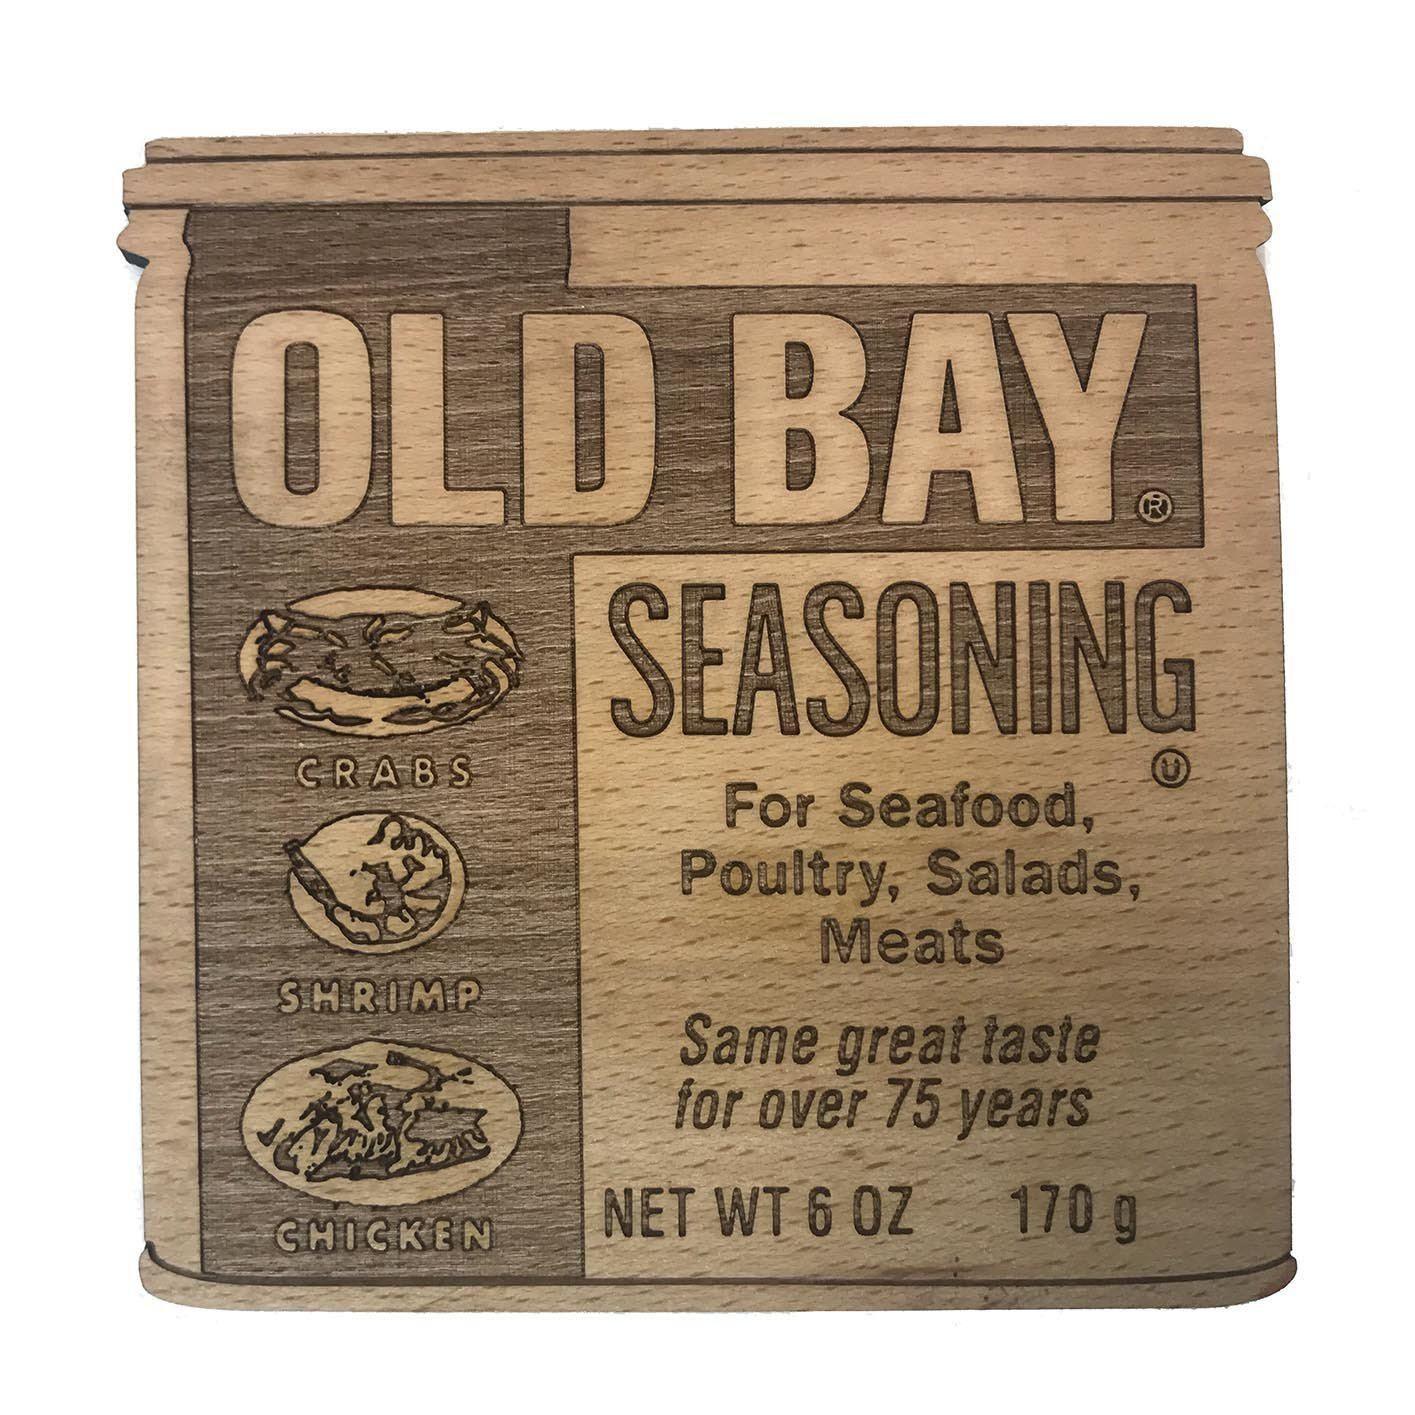 OLD BAY®
SEASONING
Ⓤ
CRABS
SHRIMP
CHICKEN
For Seafood,
Poultry, Salads,
Meats
Same great taste
for over 75 years
NET WT 6 OZ 170 g